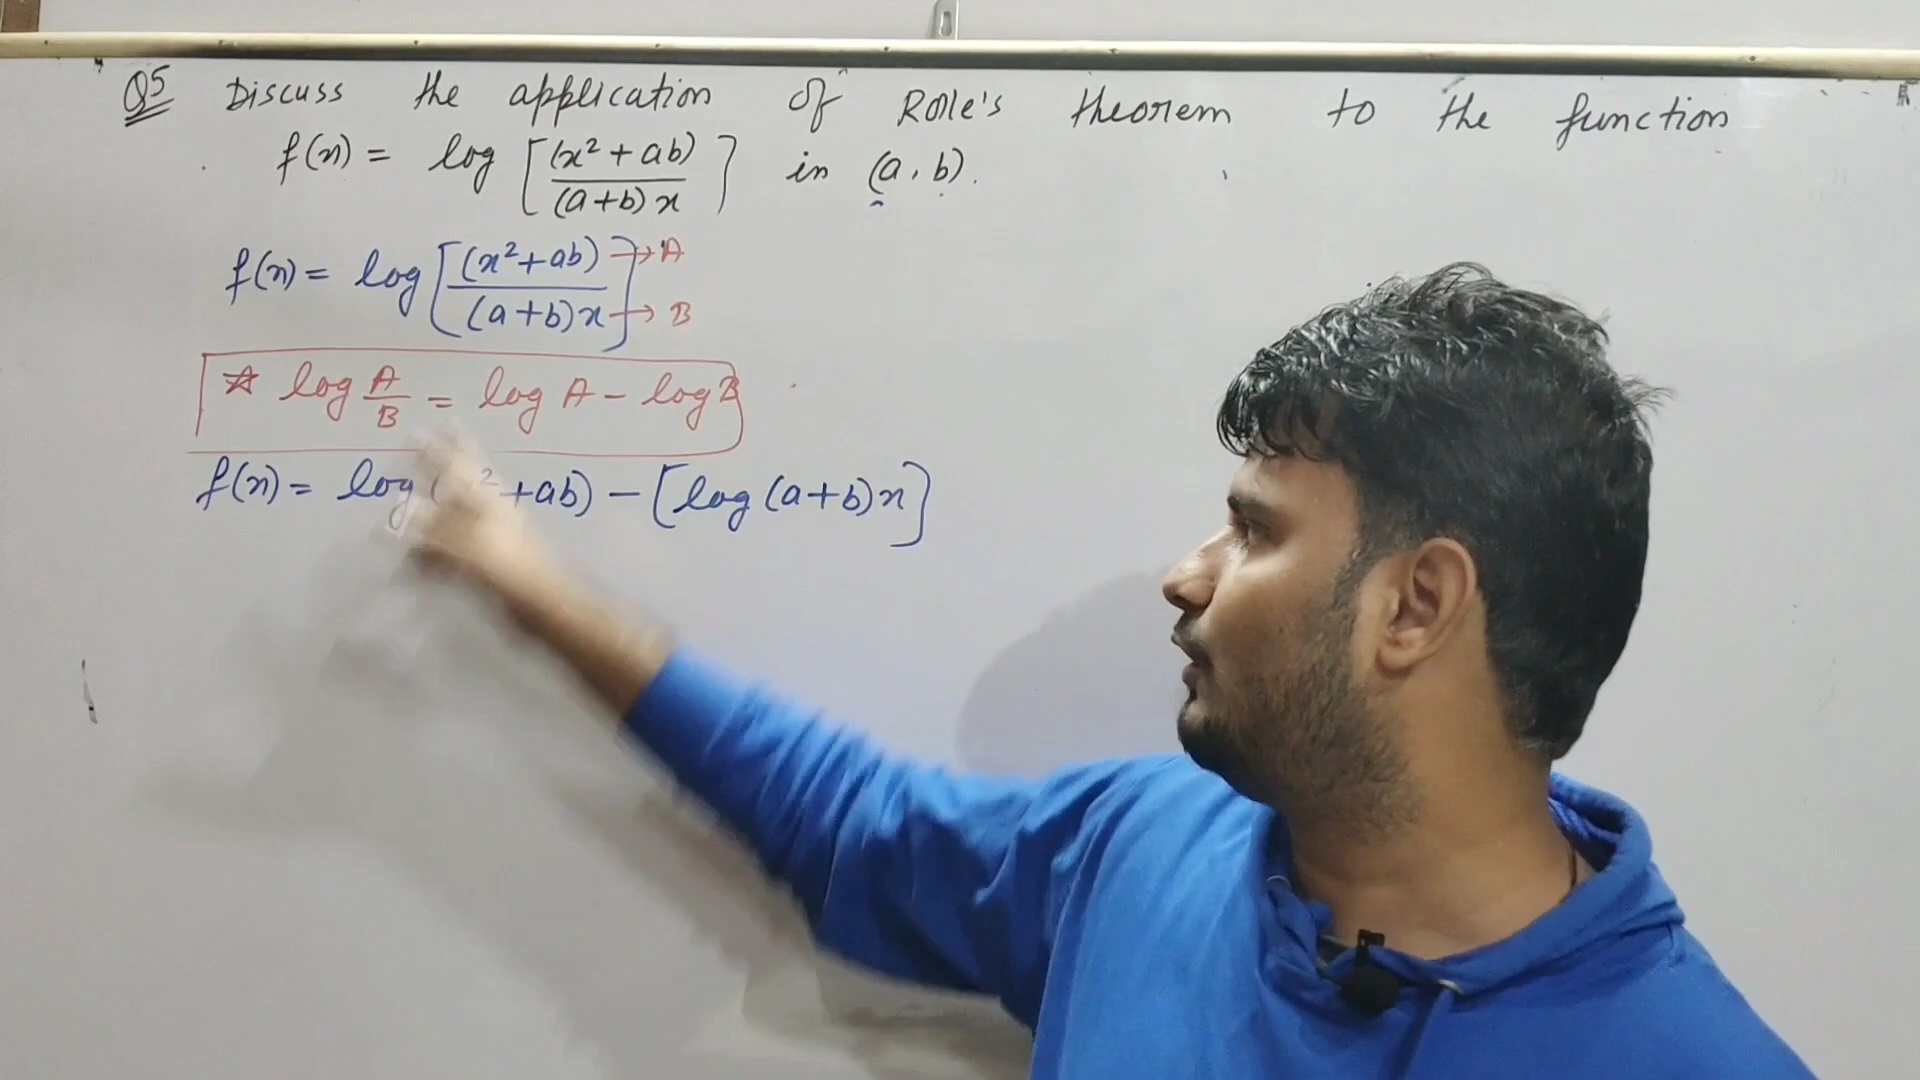 Q5 Discuss the application of Rolle's theorem to the function
f(x) = log [(x² + ab) / (a+b)x] in (a, b).
f(x) = log [(x²+ab) / (a+b)x] → A → B
☆ log A/B = log A - log B
f(x) = log ( ² + ab) - [log (a+b)x]